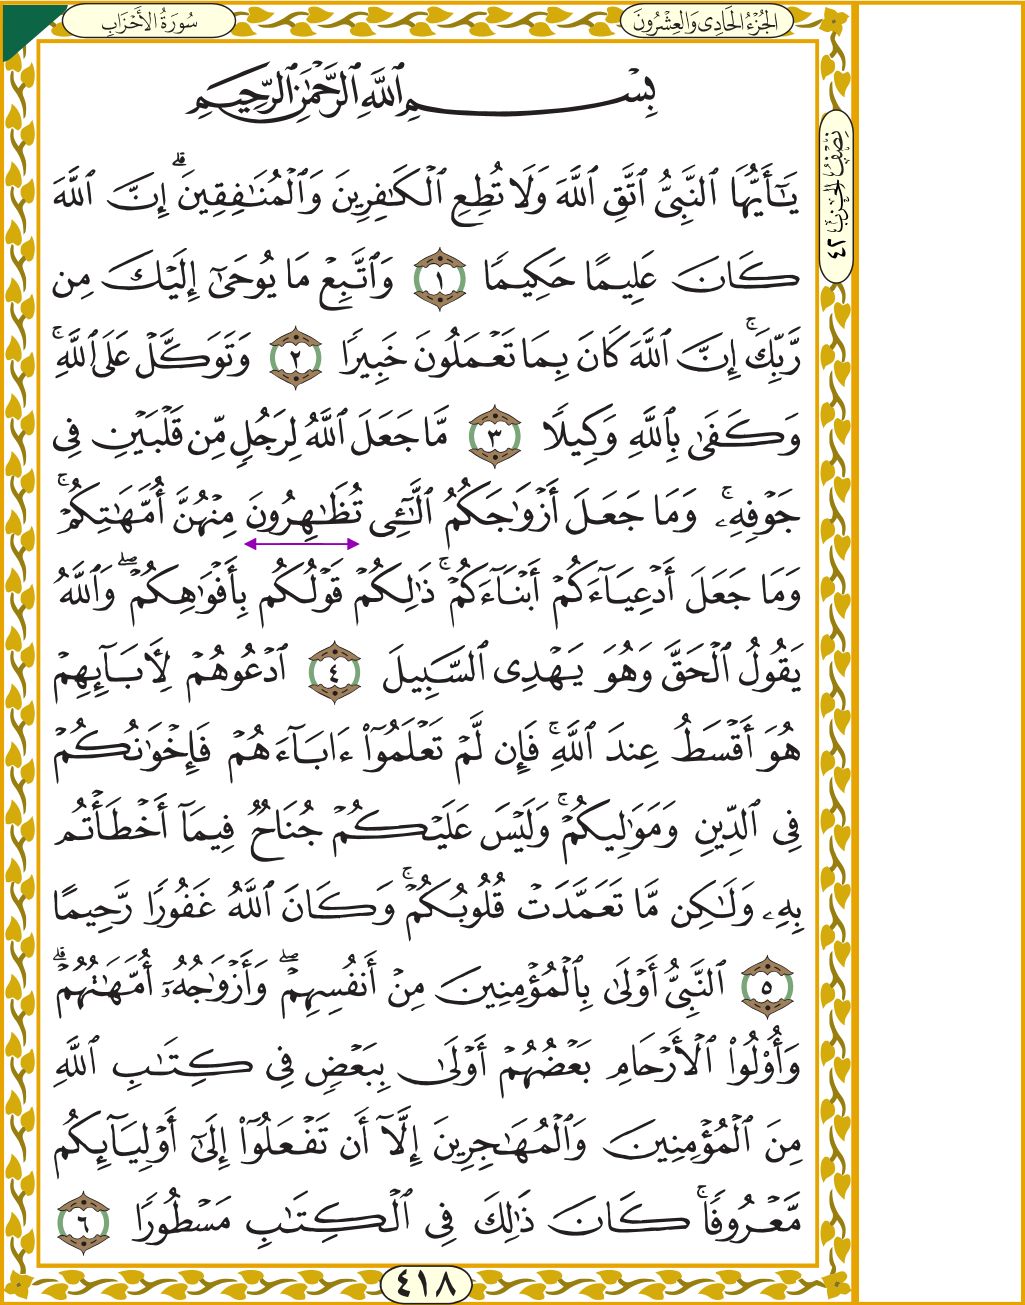 الجُزْءُ الحَادِي وَالعِشْرُونَ
سُورَةُ الأَحْزَابِ
نِصْفُ الحِزْبِ ٤٢
بِسْمِ ٱللَّهِ ٱلرَّحْمَٰنِ ٱلرَّحِيمِ
يَٰٓأَيُّهَا ٱلنَّبِىُّ ٱتَّقِ ٱللَّهَ وَلَا تُطِعِ ٱلْكَٰفِرِينَ وَٱلْمُنَٰفِقِينَ ۗ إِنَّ ٱللَّهَ
كَانَ عَلِيمًا حَكِيمًا ١ وَٱتَّبِعْ مَا يُوحَىٰٓ إِلَيْكَ مِن
رَّبِّكَ ۚ إِنَّ ٱللَّهَ كَانَ بِمَا تَعْمَلُونَ خَبِيرًا ٢ وَتَوَكَّلْ عَلَى ٱللَّهِ ۚ
وَكَفَىٰ بِٱللَّهِ وَكِيلًا ٣ مَّا جَعَلَ ٱللَّهُ لِرَجُلٍ مِّن قَلْبَيْنِ فِى
جَوْفِهِۦ ۚ وَمَا جَعَلَ أَزْوَٰجَكُمُ ٱلَّٰٓـِٔى تُظَٰهِرُونَ مِنْهُنَّ أُمَّهَٰتِكُمْ ۚ
وَمَا جَعَلَ أَدْعِيَآءَكُمْ أَبْنَآءَكُمْ ۚ ذَٰلِكُمْ قَوْلُكُم بِأَفْوَٰهِكُمْ ۖ وَٱللَّهُ
يَقُولُ ٱلْحَقَّ وَهُوَ يَهْدِى ٱلسَّبِيلَ ٤ ٱدْعُوهُمْ لِءَابَآئِهِمْ
هُوَ أَقْسَطُ عِندَ ٱللَّهِ ۚ فَإِن لَّمْ تَعْلَمُوٓا۟ ءَابَآءَهُمْ فَإِخْوَٰنُكُمْ
فِى ٱلدِّينِ وَمَوَٰلِيكُمْ ۚ وَلَيْسَ عَلَيْكُمْ جُنَاحٌ فِيمَآ أَخْطَأْتُم
بِهِۦ وَلَٰكِن مَّا تَعَمَّدَتْ قُلُوبُكُمْ ۚ وَكَانَ ٱللَّهُ غَفُورًا رَّحِيمًا
٥ ٱلنَّبِىُّ أَوْلَىٰ بِٱلْمُؤْمِنِينَ مِنْ أَنفُسِهِمْ ۖ وَأَزْوَٰجُهُۥٓ أُمَّهَٰتُهُمْ ۗ
وَأُو۟لُوا۟ ٱلْأَرْحَامِ بَعْضُهُمْ أَوْلَىٰ بِبَعْضٍ فِى كِتَٰبِ ٱللَّهِ
مِنَ ٱلْمُؤْمِنِينَ وَٱلْمُهَٰجِرِينَ إِلَّآ أَن تَفْعَلُوٓا۟ إِلَىٰٓ أَوْلِيَآئِكُم
مَّعْرُوفًا ۚ كَانَ ذَٰلِكَ فِى ٱلْكِتَٰبِ مَسْطُورًا ٦
٤١٨